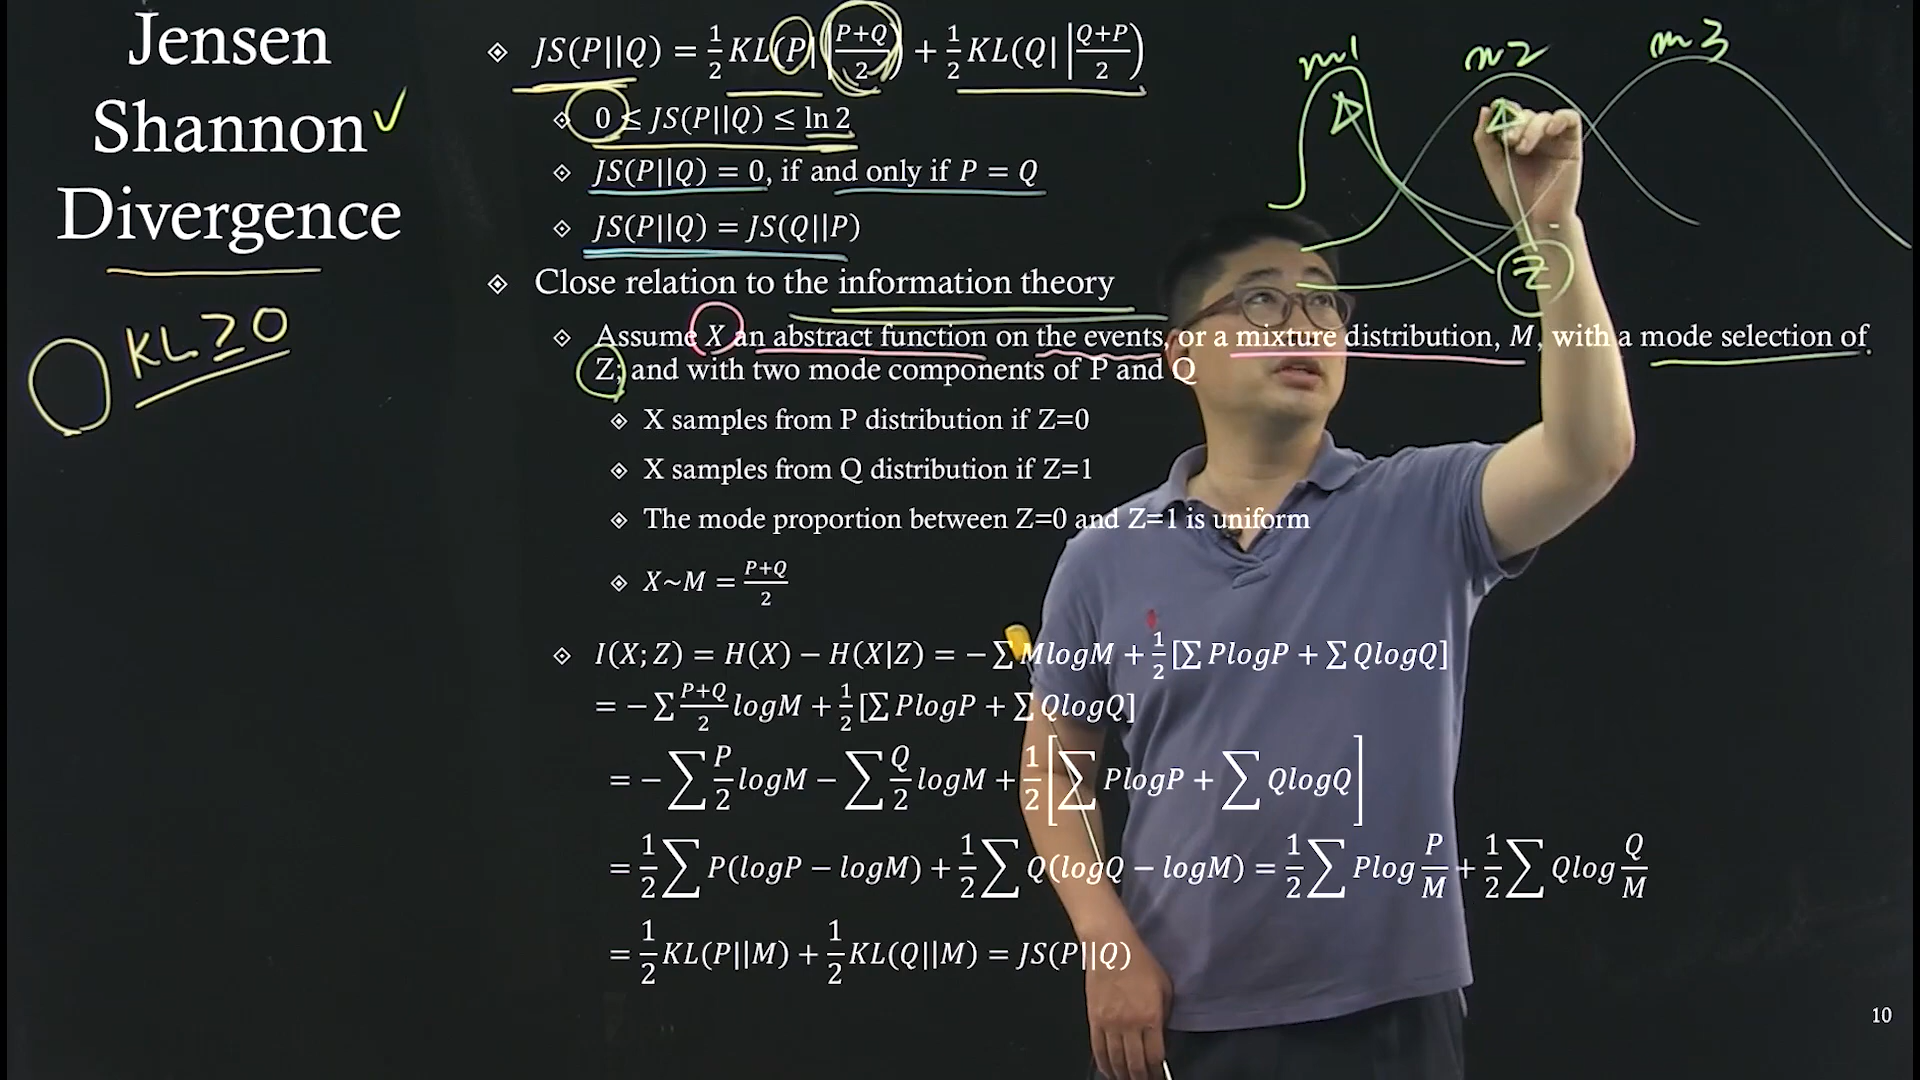 Jensen
Shannon
Divergence
KL ≥ 0
JS(P||Q) = 1/2 KL(P||(P+Q)/2) + 1/2 KL(Q||(Q+P)/2)
0 ≤ JS(P||Q) ≤ ln 2
JS(P||Q) = 0, if and only if P = Q
JS(P||Q) = JS(Q||P)
Close relation to the information theory
Assume X an abstract function on the events, or a mixture distribution, M, with a mode selection of
Z; and with two mode components of P and Q
X samples from P distribution if Z=0
X samples from Q distribution if Z=1
The mode proportion between Z=0 and Z=1 is uniform
X~M = (P+Q)/2
I(X;Z) = H(X) − H(X|Z) = −∑MlogM + 1/2[∑PlogP + ∑QlogQ]
= −∑(P+Q)/2 logM + 1/2[∑PlogP + ∑QlogQ]
= −∑P/2 logM − ∑Q/2 logM + 1/2[∑PlogP + ∑QlogQ]
= 1/2∑P(logP − logM) + 1/2∑Q(logQ − logM) = 1/2∑Plog P/M + 1/2∑Qlog Q/M
= 1/2 KL(P||M) + 1/2 KL(Q||M) = JS(P||Q)
m1 m2 m3
Z
10